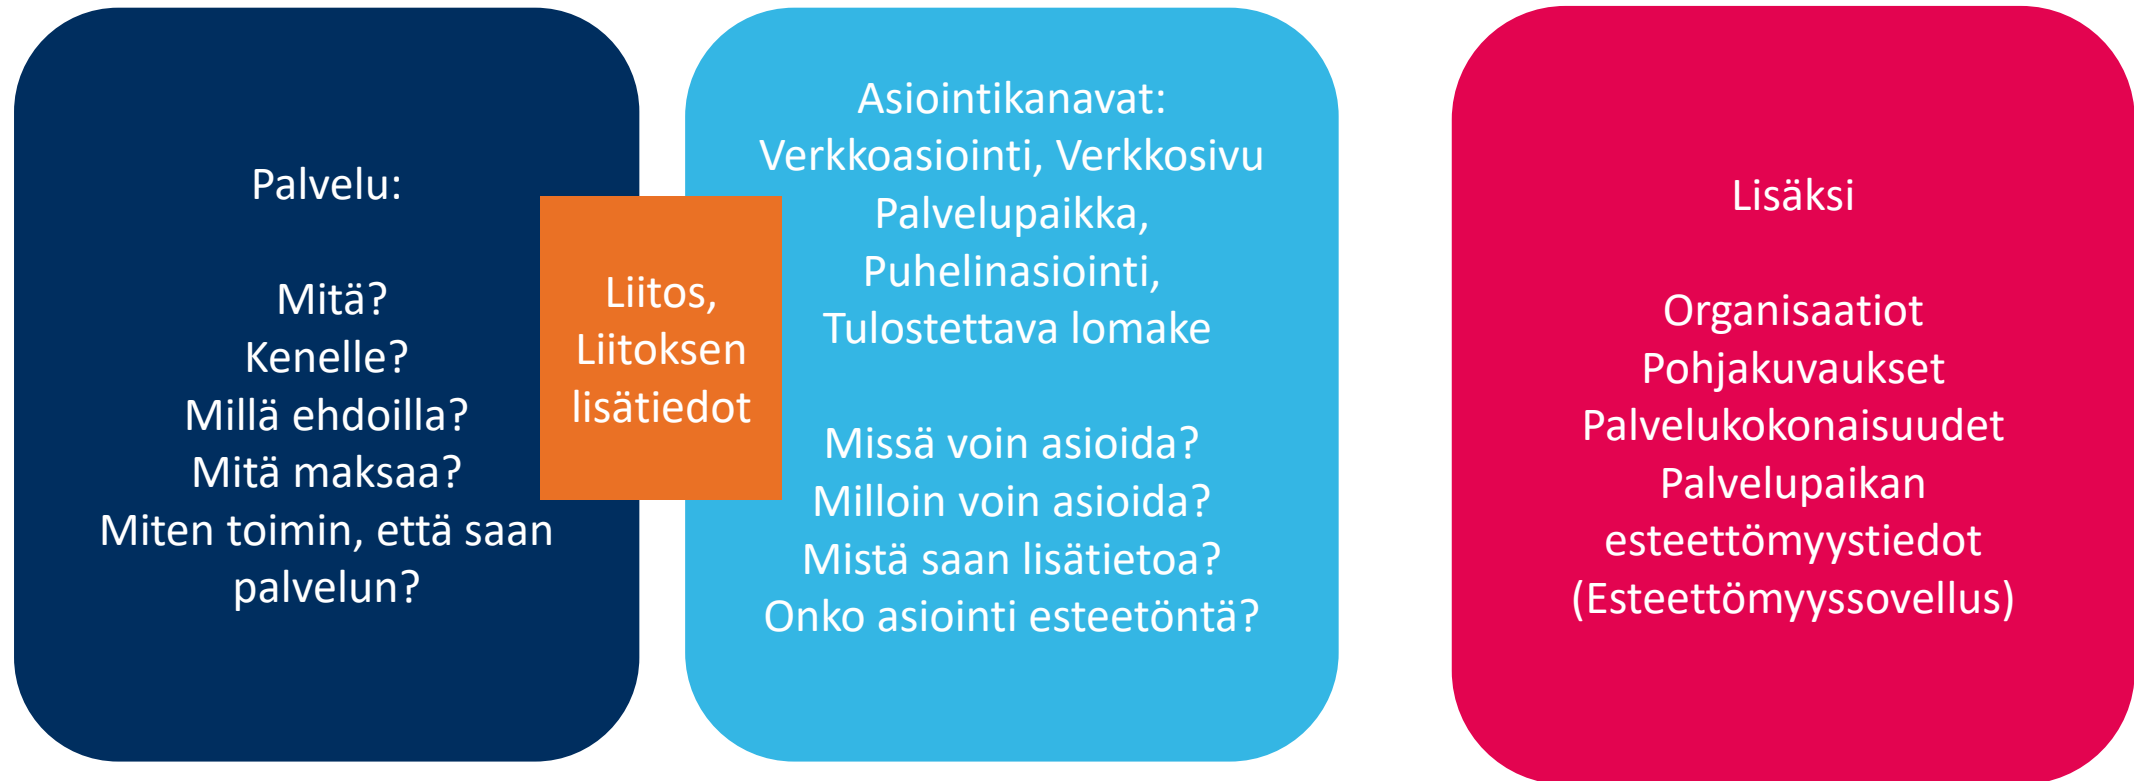 Palvelu:
Mitä?
Kenelle?
Millä ehdoilla?
Mitä maksaa?
Miten toimin, että saan
palvelun?
Liitos,
Liitoksen
lisätiedot
Asiointikanavat:
Verkkoasiointi, Verkkosivu
Palvelupaikka,
Puhelinasiointi,
Tulostettava lomake
Missä voin asioida?
Milloin voin asioida?
Mistä saan lisätietoa?
Onko asiointi esteetöntä?
Lisäksi
Organisaatiot
Pohjakuvaukset
Palvelukokonaisuudet
Palvelupaikan
esteettömyystiedot
(Esteettömyyssovellus)